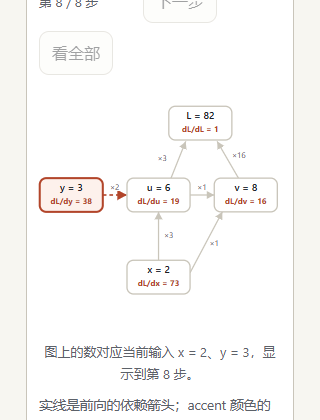 第 8 / 8 步
下一步
看全部
L = 82
dL/dL = 1
×3
×16
y = 3
dL/dy = 38
×2
u = 6
dL/du = 19
×1
v = 8
dL/dv = 16
×3
×1
x = 2
dL/dx = 73
图上的数对应当前输入 x = 2、y = 3，显
示到第 8 步。
实线是前向的依赖箭头；accent 颜色的